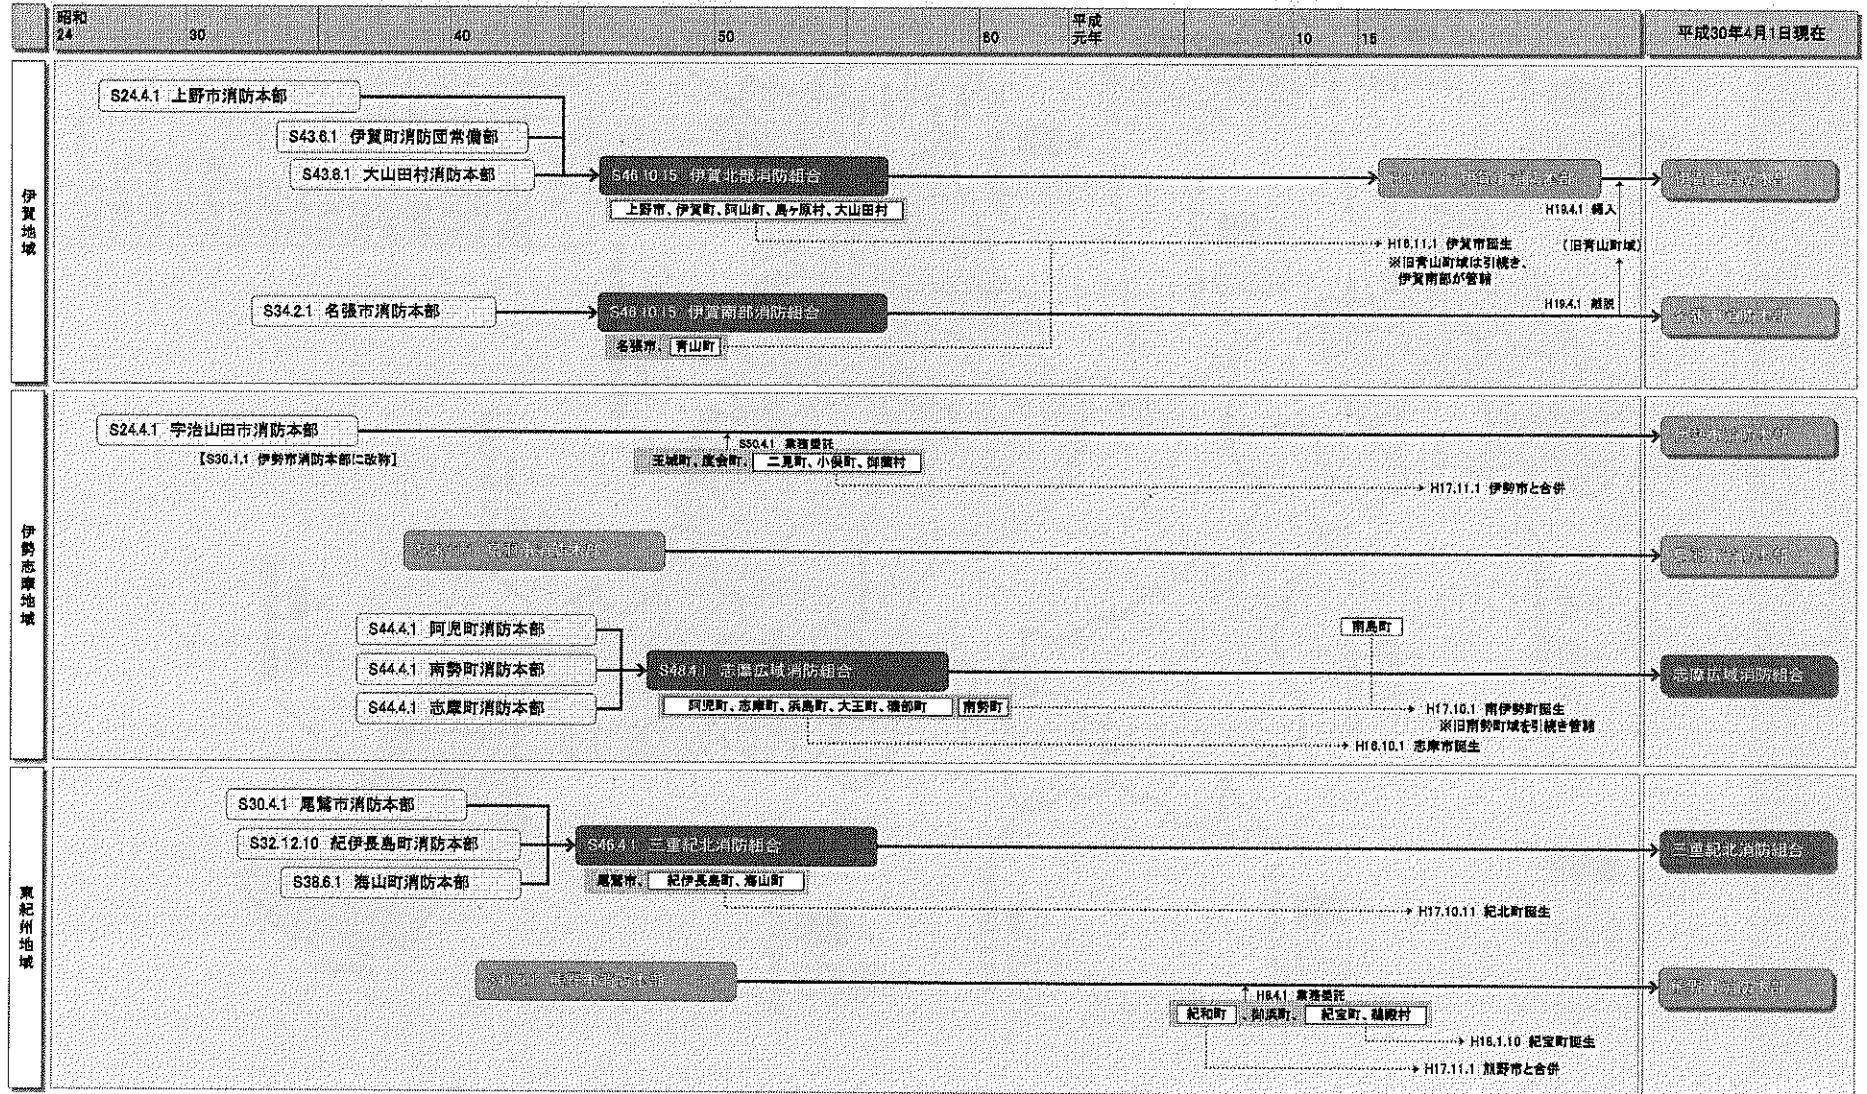 昭和
24 30 40 50 60 平成 元年 10 15 平成30年4月1日現在
伊賀地域
S24.4.1 上野市消防本部
S43.6.1 伊賀町消防団常備部
S43.8.1 大山田村消防本部
S46.10.15 伊賀北部消防組合
上野市、伊賀町、阿山町、島ヶ原村、大山田村
H19.4.1 編入
H16.11.1 伊賀市誕生
※旧青山町域は引続き、
伊賀南部が管轄
(旧青山町域)
S34.2.1 名張市消防本部
S46.10.15 伊賀南部消防組合
H19.4.1 離脱
名張市、青山町
伊勢志摩地域
S24.4.1 宇治山田市消防本部
【S30.1.1 伊勢市消防本部に改称】
S50.4.1 業務委託
玉城町、度会町、二見町、小俣町、御薗村
H17.11.1 伊勢市と合併
S44.4.1 阿児町消防本部
S44.4.1 南勢町消防本部
S44.4.1 志摩町消防本部
S48.4.1 志摩広域消防組合
阿児町、志摩町、浜島町、大王町、磯部町 南勢町
南島町
志摩広域消防組合
H17.10.1 南伊勢町誕生
※旧南勢町域を引続き管轄
H16.10.1 志摩市誕生
東紀州地域
S30.4.1 尾鷲市消防本部
S32.12.10 紀伊長島町消防本部
S38.6.1 海山町消防本部
S46.4.1 三重紀北消防組合
三重紀北消防組合
尾鷲市、紀伊長島町、海山町
H17.10.11 紀北町誕生
紀和町、御浜町、紀宝町、鵜殿村
業務委託
H18.1.10 紀宝町誕生
H17.11.1 熊野市と合併